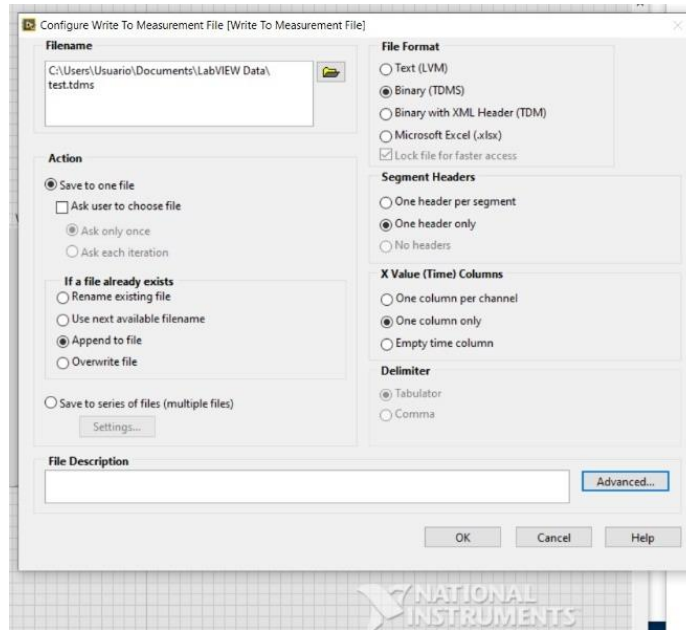 Configure Write To Measurement File [Write To Measurement File]
Filename
C:\Users\Usuario\Documents\LabVIEW Data\
test.tdms
Action
Save to one file
Ask user to choose file
Ask only once
Ask each iteration
If a file already exists
Rename existing file
Use next available filename
Append to file
Overwrite file
Save to series of files (multiple files)
Settings...
File Format
Text (LVM)
Binary (TDMS)
Binary with XML Header (TDM)
Microsoft Excel (.xlsx)
Lock file for faster access
Segment Headers
One header per segment
One header only
No headers
X Value (Time) Columns
One column per channel
One column only
Empty time column
Delimiter
Tabulator
Comma
File Description
Advanced...
OK
Cancel
Help
NATIONAL
INSTRUMENTS